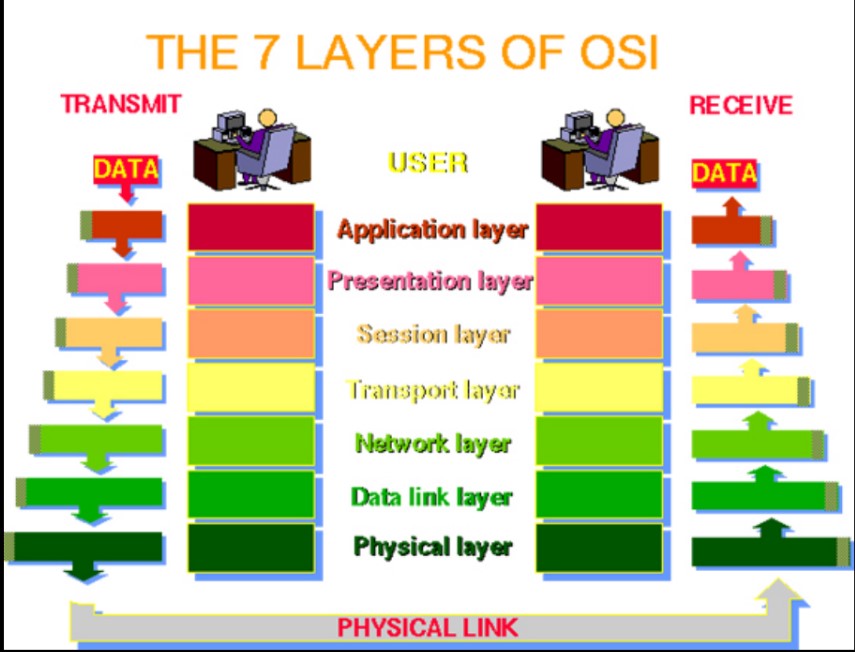 THE 7 LAYERS OF OSI
TRANSMIT
RECEIVE
USER
DATA
DATA
Application layer
Presentation layer
Session layer
Transport layer
Network layer
Data link layer
Physical layer
PHYSICAL LINK